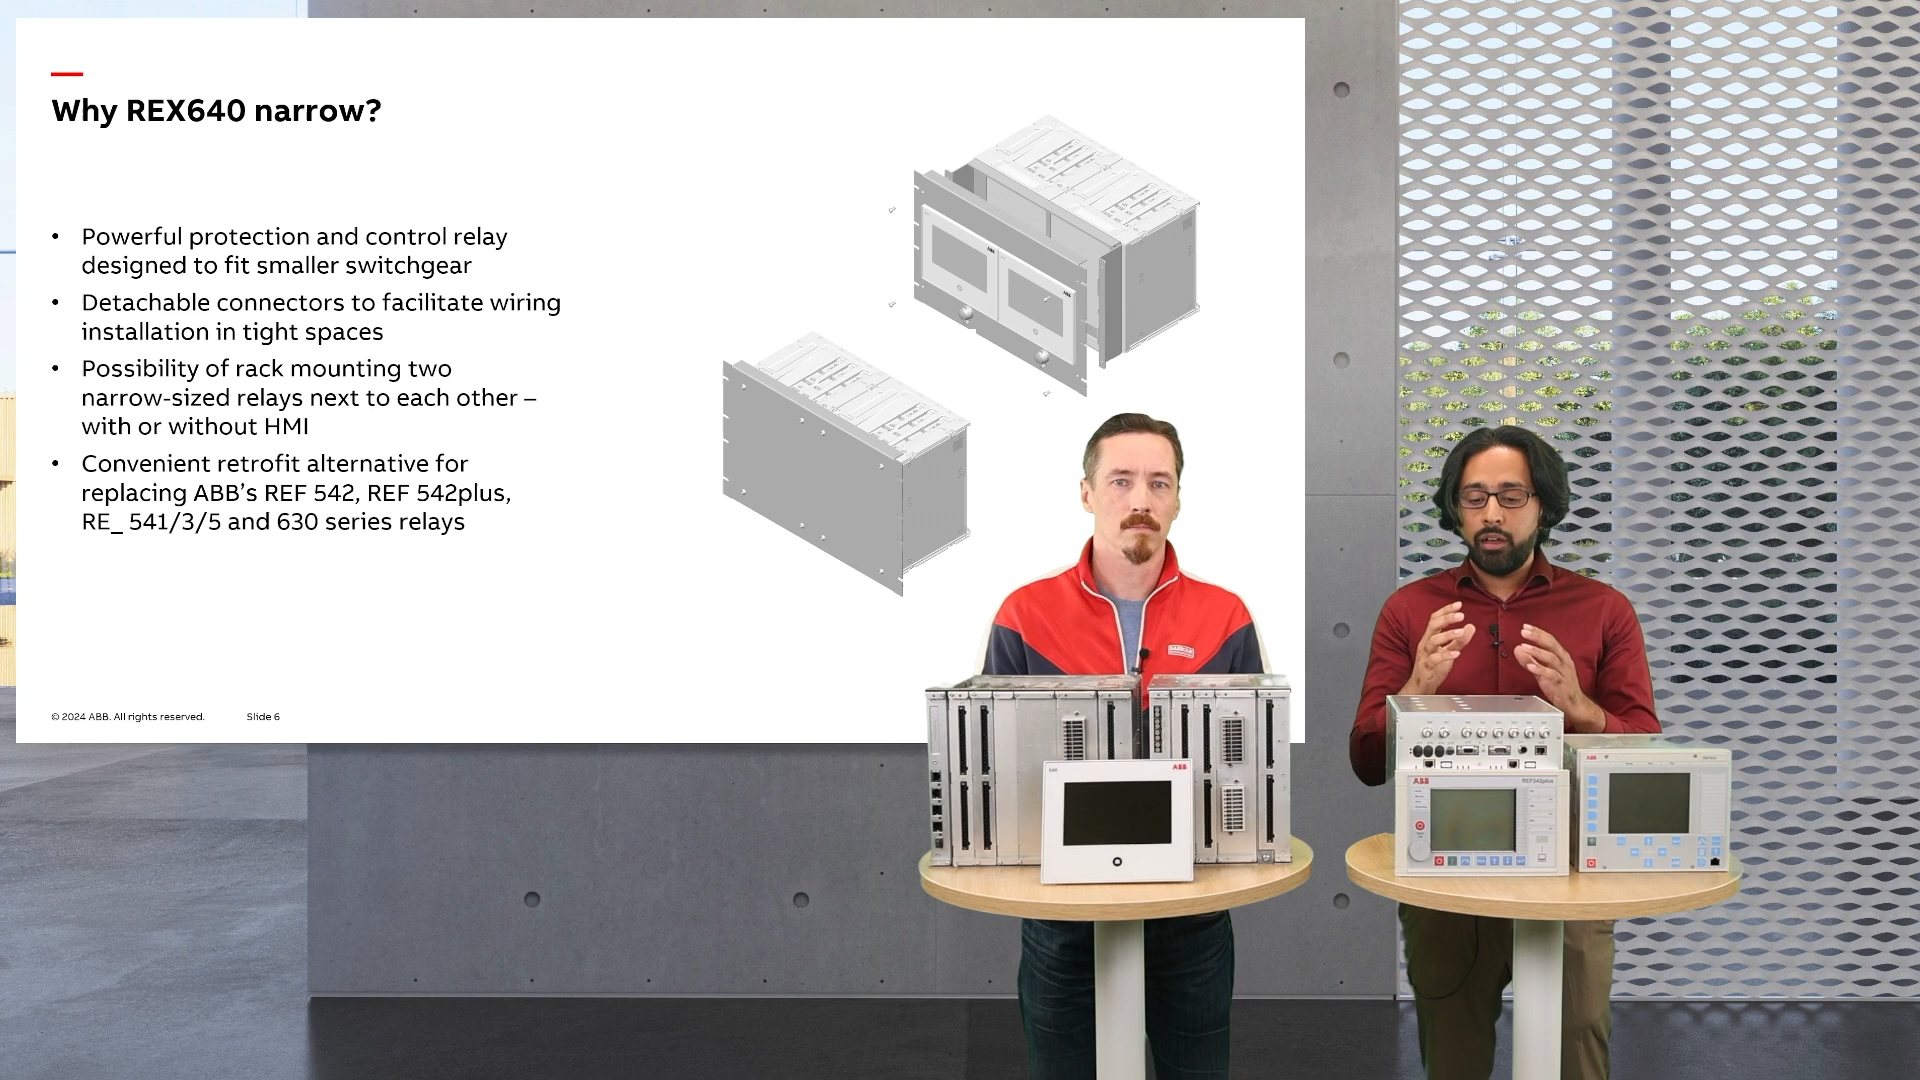 Why REX640 narrow?
• Powerful protection and control relay
designed to fit smaller switchgear
• Detachable connectors to facilitate wiring
installation in tight spaces
• Possibility of rack mounting two
narrow-sized relays next to each other –
with or without HMI
• Convenient retrofit alternative for
replacing ABB’s REF 542, REF 542plus,
RE_ 541/3/5 and 630 series relays
© 2024 ABB. All rights reserved.
Slide 6
ABB
ABB
REF542plus
ABB